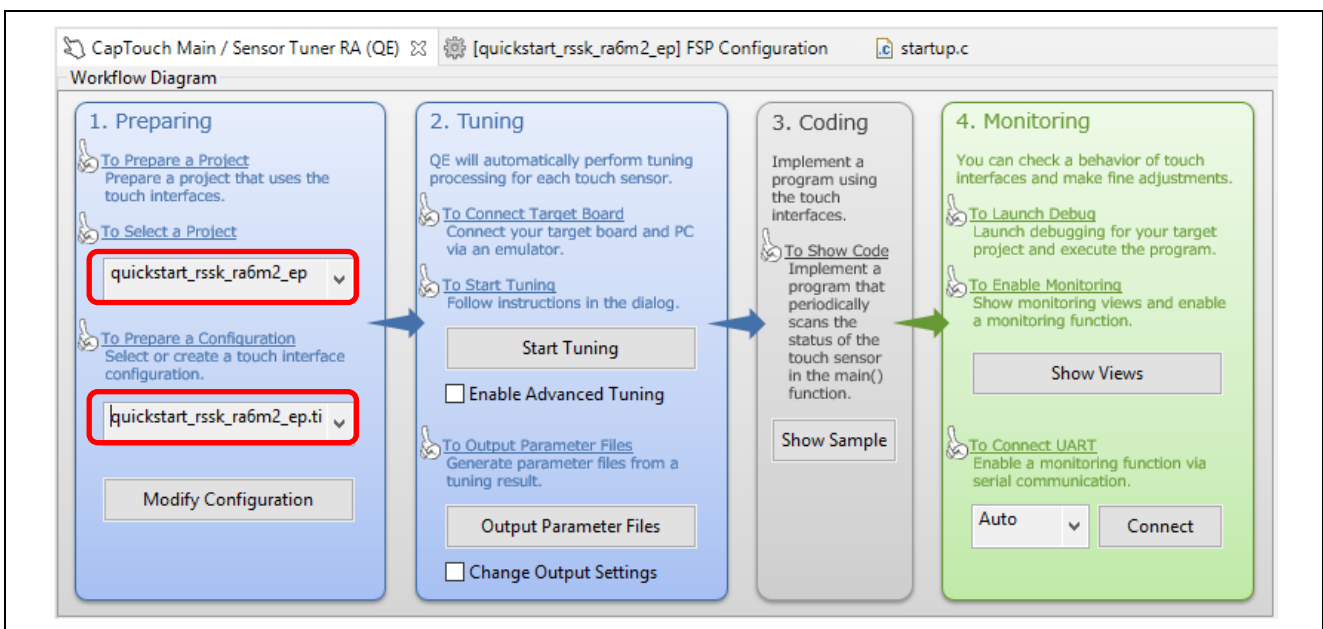 CapTouch Main / Sensor Tuner RA (QE)
[quickstart_rssk_ra6m2_ep] FSP Configuration
startup.c
Workflow Diagram
1. Preparing
To Prepare a Project
Prepare a project that uses the
touch interfaces.
To Select a Project
quickstart_rssk_ra6m2_ep
To Prepare a Configuration
Select or create a touch interface
configuration.
quickstart_rssk_ra6m2_ep.ti
Modify Configuration
2. Tuning
QE will automatically perform tuning
processing for each touch sensor.
To Connect Target Board
Connect your target board and PC
via an emulator.
To Start Tuning
Follow instructions in the dialog.
Start Tuning
Enable Advanced Tuning
To Output Parameter Files
Generate parameter files from a
tuning result.
Output Parameter Files
Change Output Settings
3. Coding
Implement a
program using
the touch
interfaces.
To Show Code
Implement a
program that
periodically
scans the
status of the
touch sensor
in the main()
function.
Show Sample
4. Monitoring
You can check a behavior of touch
interfaces and make fine adjustments.
To Launch Debug
Launch debugging for your target
project and execute the program.
To Enable Monitoring
Show monitoring views and enable
a monitoring function.
Show Views
To Connect UART
Enable a monitoring function via
serial communication.
Auto
Connect